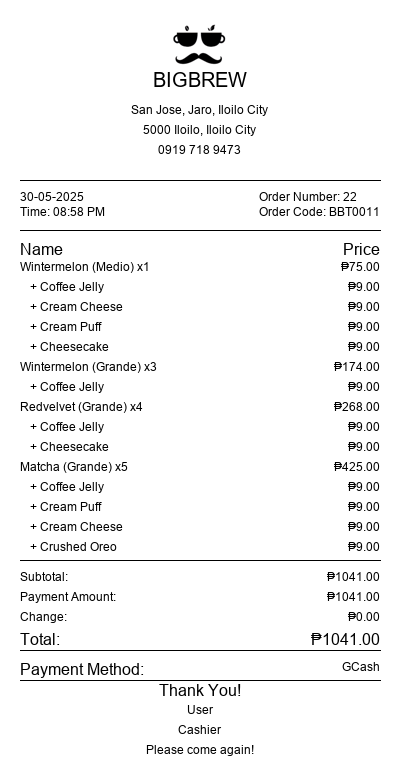 BIGBREW
San Jose, Jaro, Iloilo City
5000 Iloilo, Iloilo City
0919 718 9473
30-05-2025 Order Number: 22
Time: 08:58 PM Order Code: BBT0011
Name Price
Wintermelon (Medio) x1 ₱75.00
+ Coffee Jelly ₱9.00
+ Cream Cheese ₱9.00
+ Cream Puff ₱9.00
+ Cheesecake ₱9.00
Wintermelon (Grande) x3 ₱174.00
+ Coffee Jelly ₱9.00
Redvelvet (Grande) x4 ₱268.00
+ Coffee Jelly ₱9.00
+ Cheesecake ₱9.00
Matcha (Grande) x5 ₱425.00
+ Coffee Jelly ₱9.00
+ Cream Puff ₱9.00
+ Cream Cheese ₱9.00
+ Crushed Oreo ₱9.00
Subtotal: ₱1041.00
Payment Amount: ₱1041.00
Change: ₱0.00
Total: ₱1041.00
Payment Method: GCash
Thank You!
User
Cashier
Please come again!